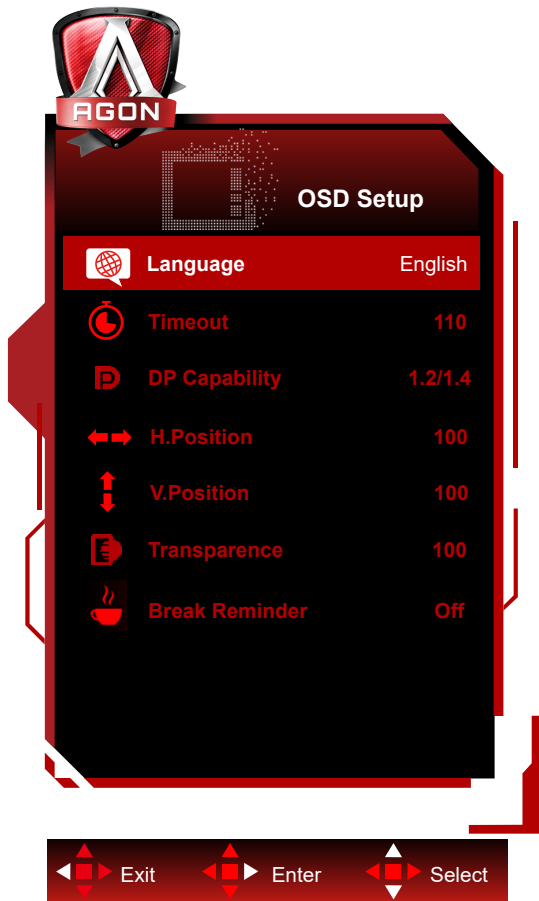 AGON
OSD Setup
Language English
Timeout 110
DP Capability 1.2/1.4
H.Position 100
V.Position 100
Transparence 100
Break Reminder Off
Exit Enter Select